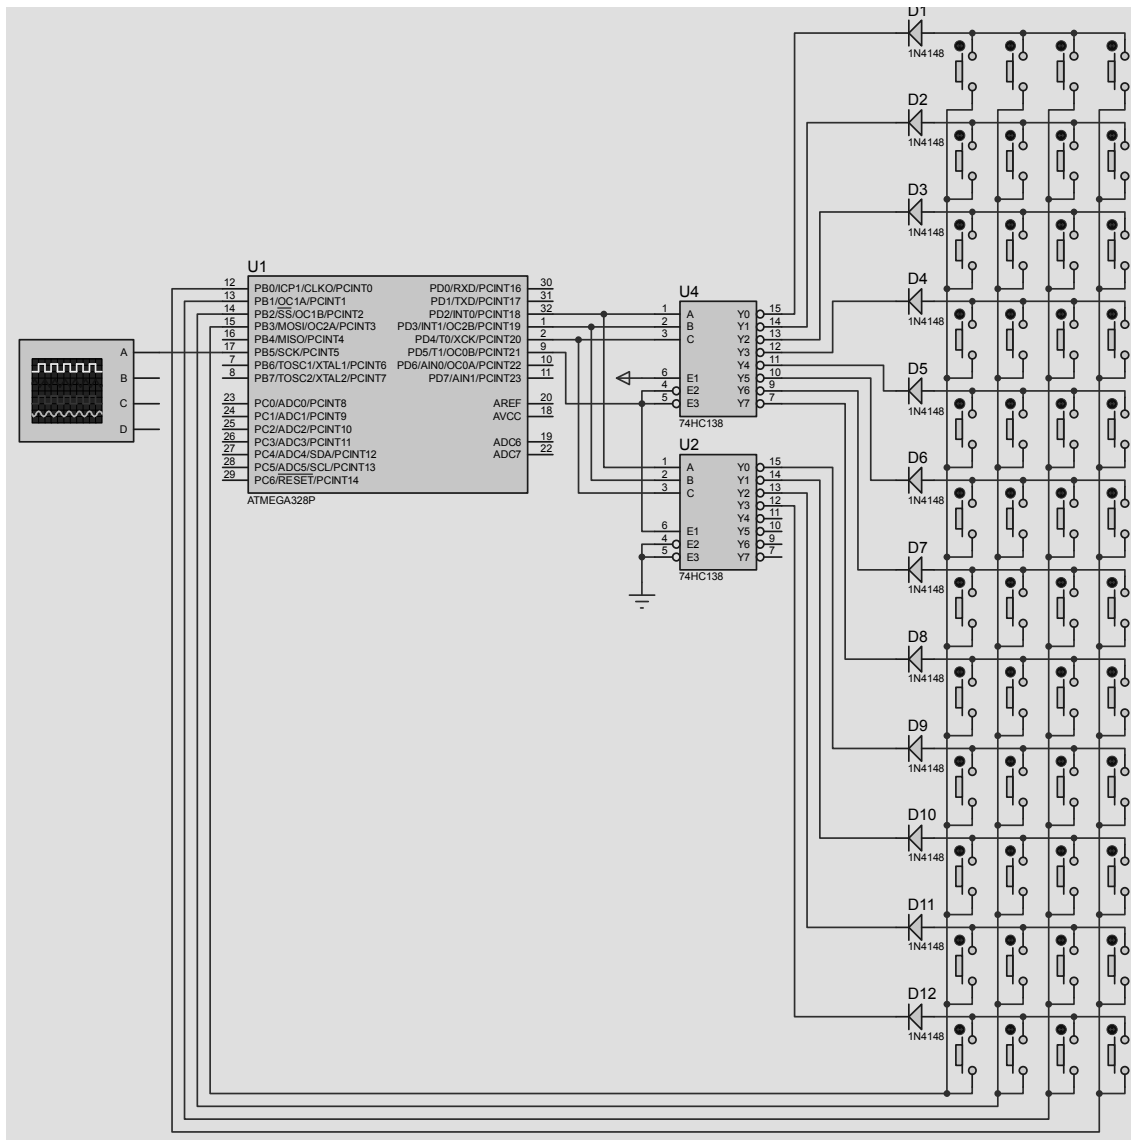 D1
1N4148
D2
1N4148
D3
1N4148
D4
1N4148
D5
1N4148
D6
1N4148
D7
1N4148
D8
1N4148
D9
1N4148
D10
1N4148
D11
1N4148
D12
1N4148
A
B
C
D
U1
12 PB0/ICP1/CLKO/PCINT0 PD0/RXD/PCINT16 30
13 PB1/OC1A/PCINT1 PD1/TXD/PCINT17 31
14 PB2/SS/OC1B/PCINT2 PD2/INT0/PCINT18 32
15 PB3/MOSI/OC2A/PCINT3 PD3/INT1/OC2B/PCINT19 1
16 PB4/MISO/PCINT4 PD4/T0/XCK/PCINT20 2
17 PB5/SCK/PCINT5 PD5/T1/OC0B/PCINT21 9
7 PB6/TOSC1/XTAL1/PCINT6 PD6/AIN0/OC0A/PCINT22 10
8 PB7/TOSC2/XTAL2/PCINT7 PD7/AIN1/PCINT23 11
23 PC0/ADC0/PCINT8 AREF 20
24 PC1/ADC1/PCINT9 AVCC 18
25 PC2/ADC2/PCINT10
26 PC3/ADC3/PCINT11 ADC6 19
27 PC4/ADC4/SDA/PCINT12 ADC7 22
28 PC5/ADC5/SCL/PCINT13
29 PC6/RESET/PCINT14
ATMEGA328P
U4
1 A Y0 15
2 B Y1 14
3 C Y2 13
Y3 12
Y4 11
6 E1 Y5 10
4 E2 Y6 9
5 E3 Y7 7
74HC138
U2
1 A Y0 15
2 B Y1 14
3 C Y2 13
Y3 12
Y4 11
6 E1 Y5 10
4 E2 Y6 9
5 E3 Y7 7
74HC138